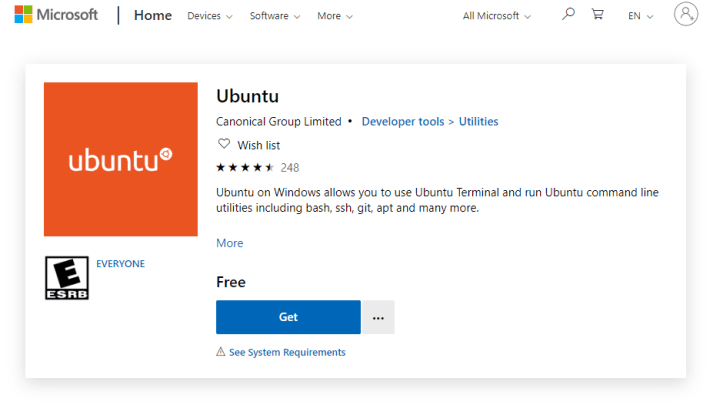 Microsoft Home Devices Software More All Microsoft EN
ubuntu
Ubuntu
Canonical Group Limited • Developer tools > Utilities
Wish list
248
Ubuntu on Windows allows you to use Ubuntu Terminal and run Ubuntu command line
utilities including bash, ssh, git, apt and many more.
More
E
ESRB
EVERYONE
Free
Get
...
See System Requirements